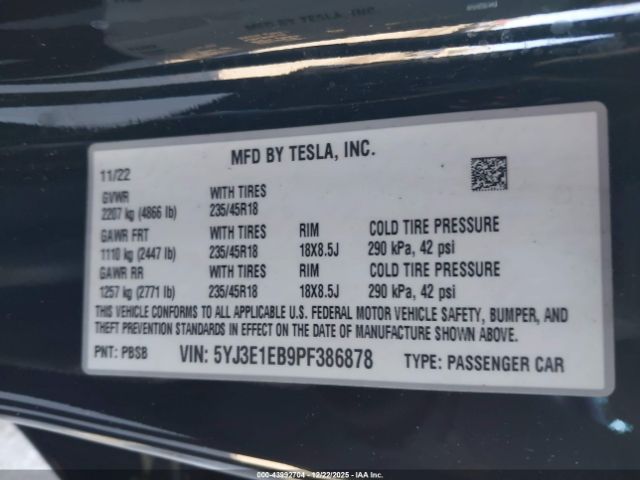 MFD BY TESLA, INC.
11/22
GVWR WITH TIRES
2207 kg (4866 lb) 235/45R18
GAWR FRT WITH TIRES RIM COLD TIRE PRESSURE
1110 kg (2447 lb) 235/45R18 18X8.5J 290 kPa, 42 psi
GAWR RR WITH TIRES RIM COLD TIRE PRESSURE
1257 kg (2771 lb) 235/45R18 18X8.5J 290 kPa, 42 psi
THIS VEHICLE CONFORMS TO ALL APPLICABLE U.S. FEDERAL MOTOR VEHICLE SAFETY, BUMPER, AND
THEFT PREVENTION STANDARDS IN EFFECT ON THE DATE OF MANUFACTURE SHOWN ABOVE.
PNT: PBSB VIN: 5YJ3E1EB9PF386878 TYPE: PASSENGER CAR
000-43992704 - 12/22/2025 - IAA Inc.